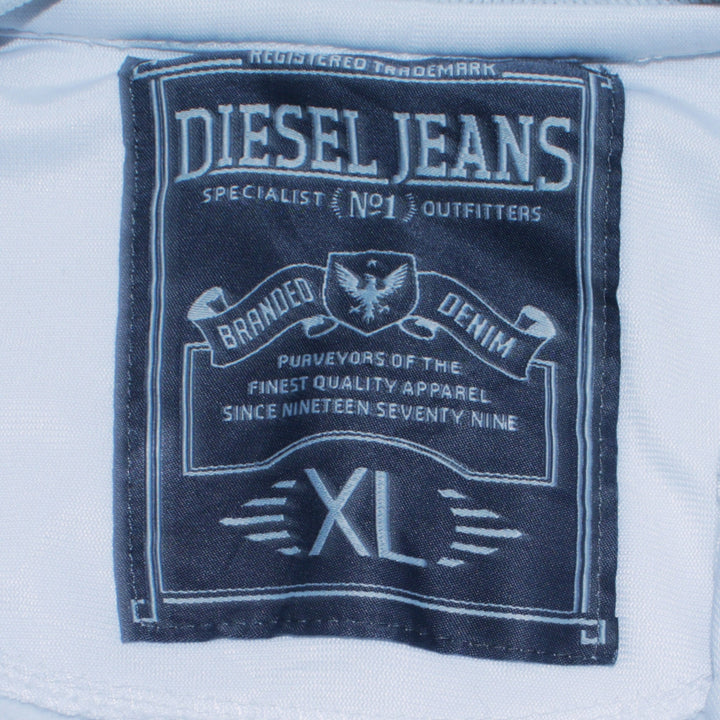 REGISTERED TRADEMARK
DIESEL JEANS
SPECIALIST Nº1 OUTFITTERS
BRANDED DENIM
PURVEYORS OF THE
FINEST QUALITY APPAREL
SINCE NINETEEN SEVENTY NINE
XL